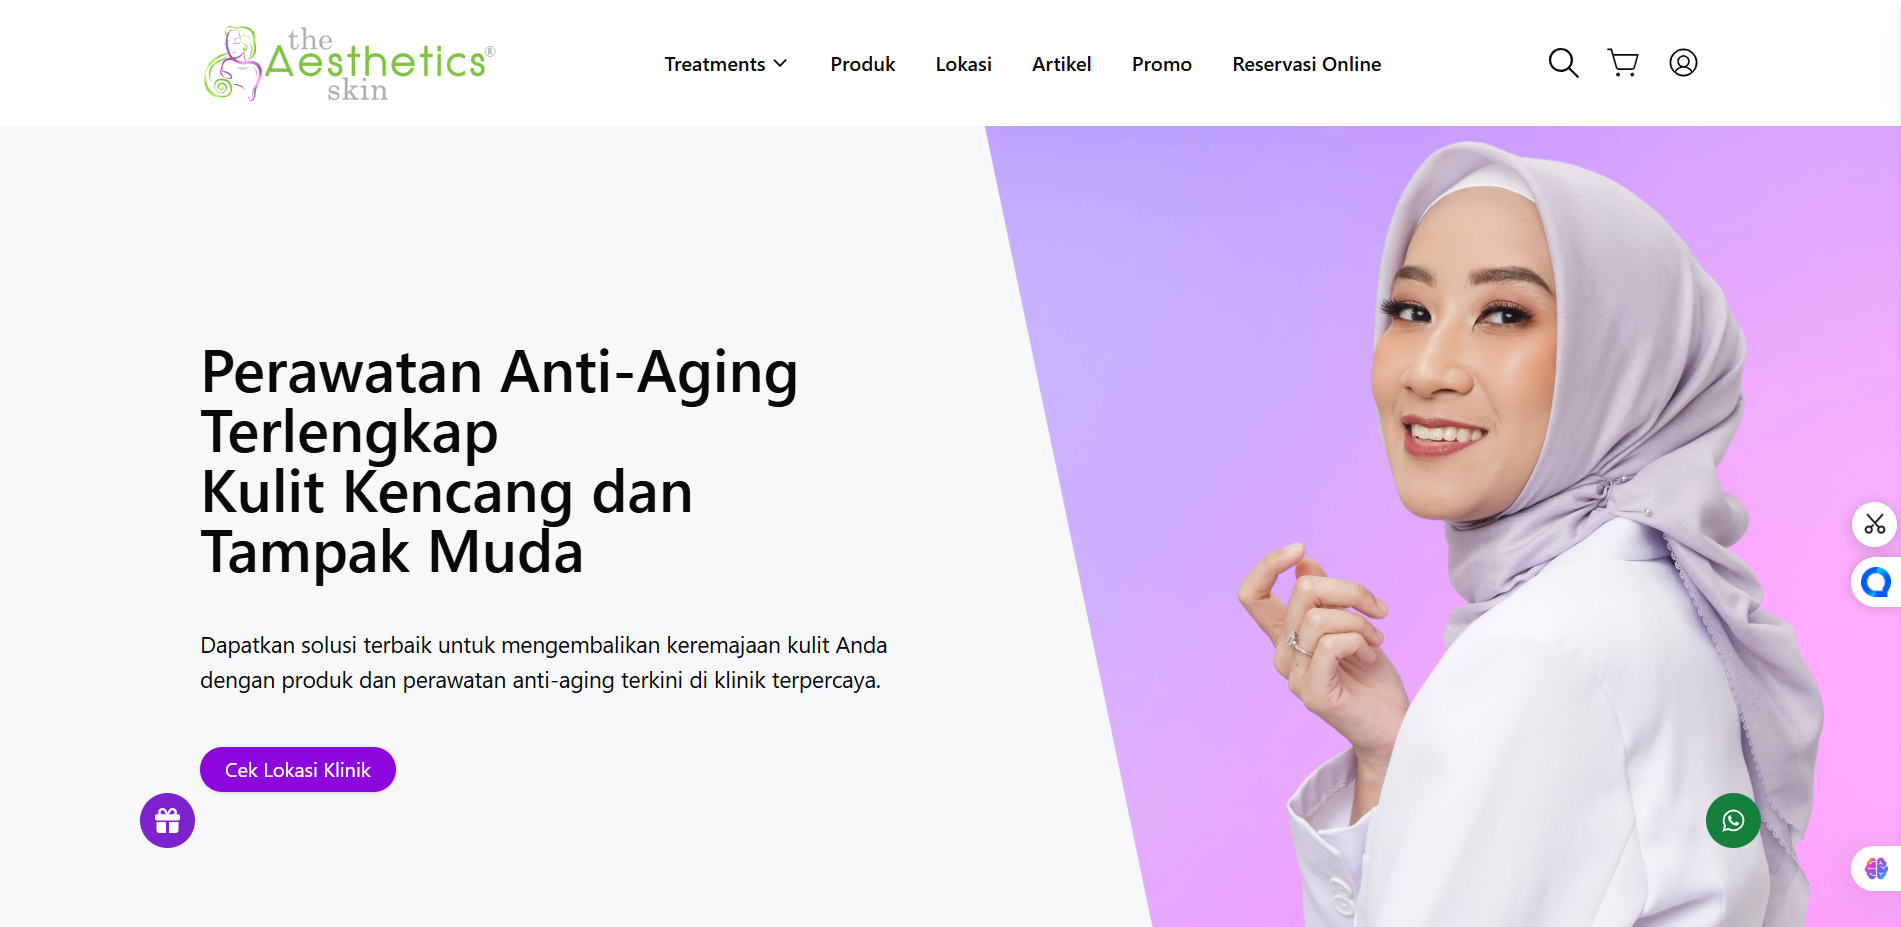 the
Aesthetics®
skin
Treatments
Produk
Lokasi
Artikel
Promo
Reservasi Online
Perawatan Anti-Aging
Terlengkap
Kulit Kencang dan
Tampak Muda
Dapatkan solusi terbaik untuk mengembalikan keremajaan kulit Anda
dengan produk dan perawatan anti-aging terkini di klinik terpercaya.
Cek Lokasi Klinik